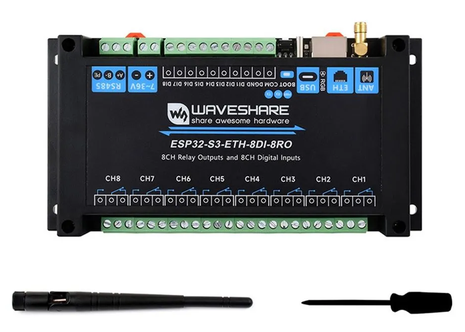 RS485
PE B- A+
7~36V
- +
DI8 DI7 DI6 DI5 DI4 DI3 DI2 DI1 DGND COM
BOOT
RGB
USB
ETH
ANT
WAVESHARE
share awesome hardware
ESP32-S3-ETH-8DI-8RO
8CH Relay Outputs and 8CH Digital Inputs
CH8 CH7 CH6 CH5 CH4 CH3 CH2 CH1